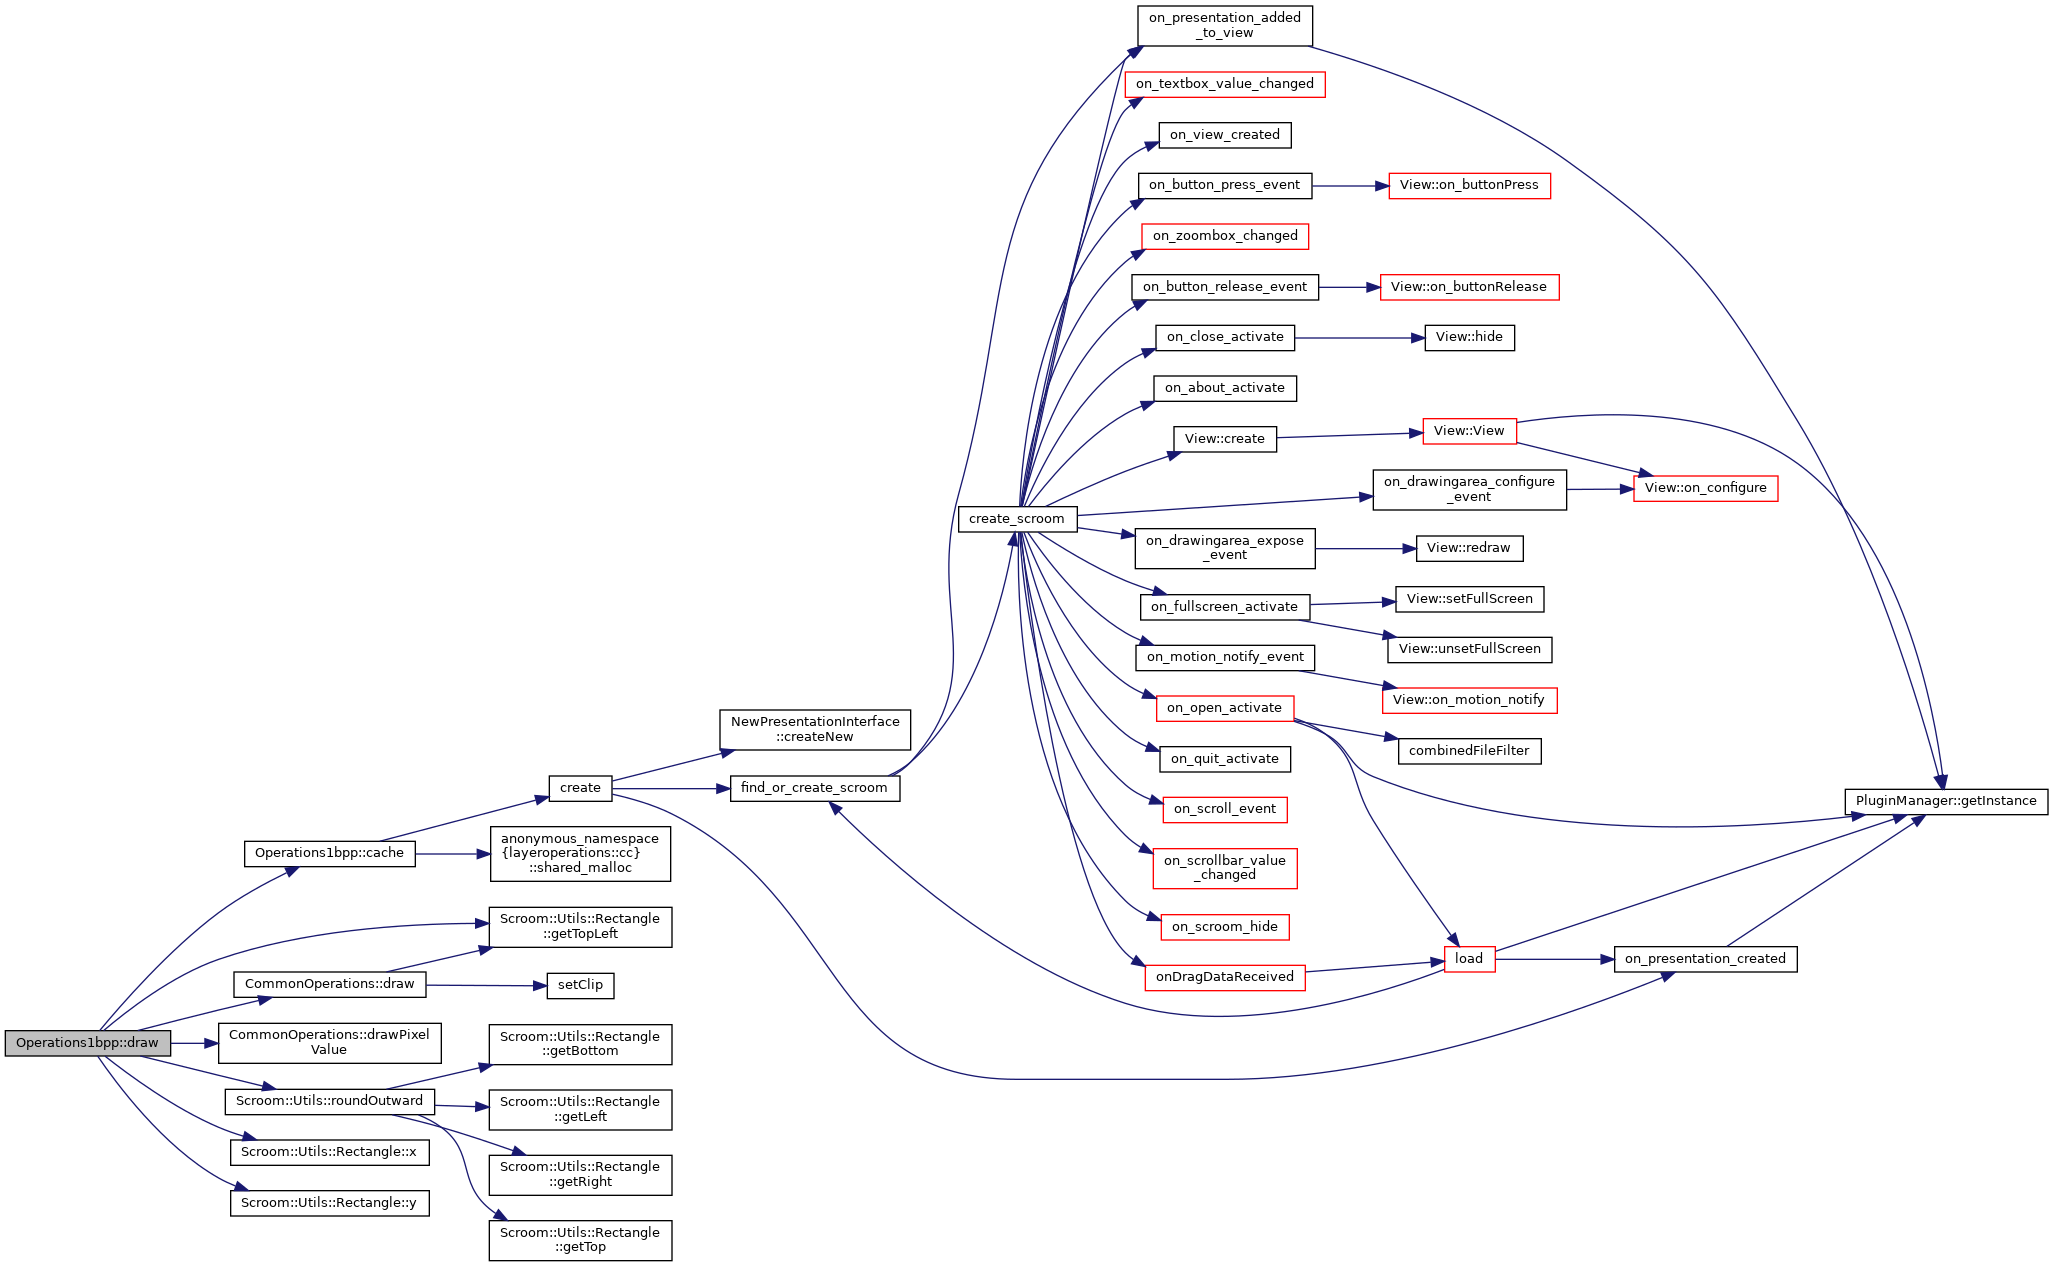 on_presentation_added
_to_view
on_textbox_value_changed
on_view_created
on_button_press_event
View::on_buttonPress
on_zoombox_changed
on_button_release_event
View::on_buttonRelease
on_close_activate
View::hide
on_about_activate
View::create
View::View
create_scroom
on_drawingarea_configure
_event
View::on_configure
on_drawingarea_expose
_event
View::redraw
on_fullscreen_activate
View::setFullScreen
View::unsetFullScreen
on_motion_notify_event
View::on_motion_notify
on_open_activate
combinedFileFilter
on_quit_activate
on_scroll_event
on_scrollbar_value
_changed
on_scroom_hide
onDragDataReceived
load
on_presentation_created
PluginManager::getInstance
NewPresentationInterface
::createNew
create
find_or_create_scroom
Operations1bpp::cache
anonymous_namespace
{layeroperations::cc}
::shared_malloc
Scroom::Utils::Rectangle
::getTopLeft
CommonOperations::draw
setClip
Operations1bpp::draw
CommonOperations::drawPixel
Value
Scroom::Utils::Rectangle
::getBottom
Scroom::Utils::roundOutward
Scroom::Utils::Rectangle
::getLeft
Scroom::Utils::Rectangle::x
Scroom::Utils::Rectangle
::getRight
Scroom::Utils::Rectangle::y
Scroom::Utils::Rectangle
::getTop